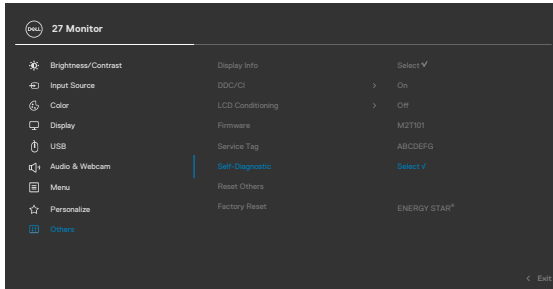 DELL 27 Monitor
Brightness/Contrast Display Info Select √
Input Source DDC/CI > On
Color LCD Conditioning > Off
Display Firmware M2T101
USB Service Tag ABCDEFG
Audio & Webcam Self-Diagnostic Select √
Menu Reset Others
Personalize Factory Reset ENERGY STAR®
Others
< Exit